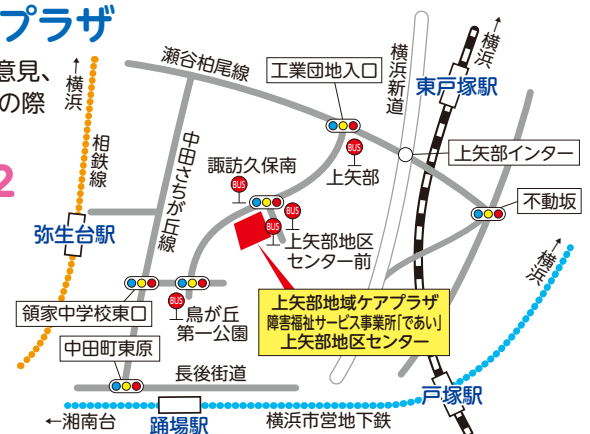 プラザ
意見、
の際
2
↑横浜
相鉄線
弥生台駅
瀬谷柏尾線
中田さちが丘線
工業団地入口
横浜新道
↑横浜
東戸塚駅
BUS
上矢部
上矢部インター
不動坂
諏訪久保南
BUS
BUS
BUS
上矢部地区
センター前
↑横浜
領家中学校東口
BUS
鳥が丘
第一公園
上矢部地域ケアプラザ
障害福祉サービス事業所「であい」
上矢部地区センター
中田町東原
長後街道
戸塚駅
←湘南台
踊場駅
横浜市営地下鉄